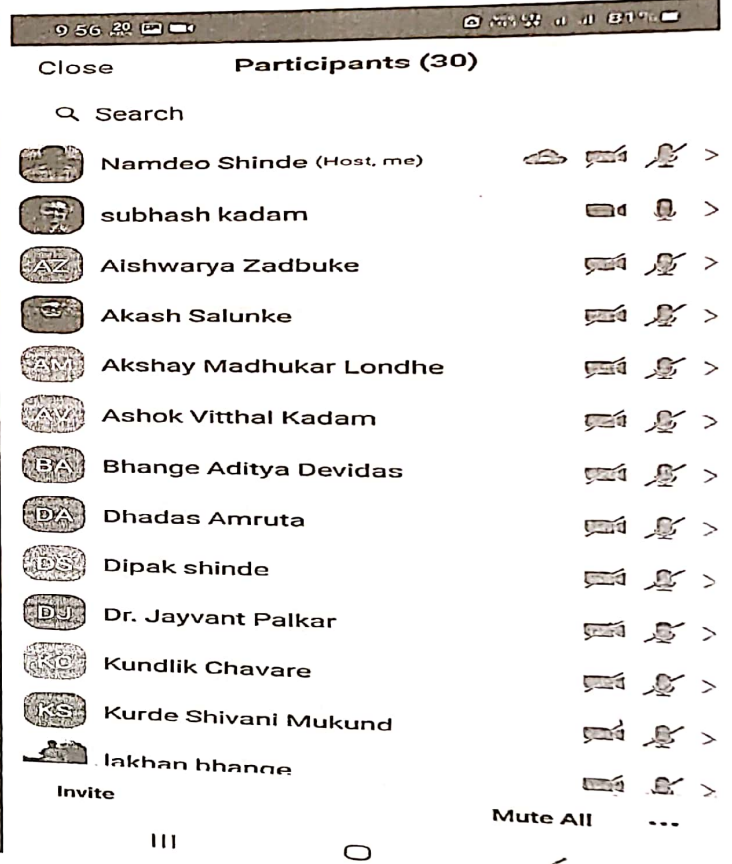 9 56 20
81%
Close Participants (30)
Search
Namdeo Shinde (Host, me)
subhash kadam
AZ Aishwarya Zadbuke
Akash Salunke
AM Akshay Madhukar Londhe
AV Ashok Vitthal Kadam
BA Bhange Aditya Devidas
DA Dhadas Amruta
DS Dipak shinde
DJ Dr. Jayvant Palkar
KC Kundlik Chavare
KS Kurde Shivani Mukund
lakhan bhange
Invite Mute All ...